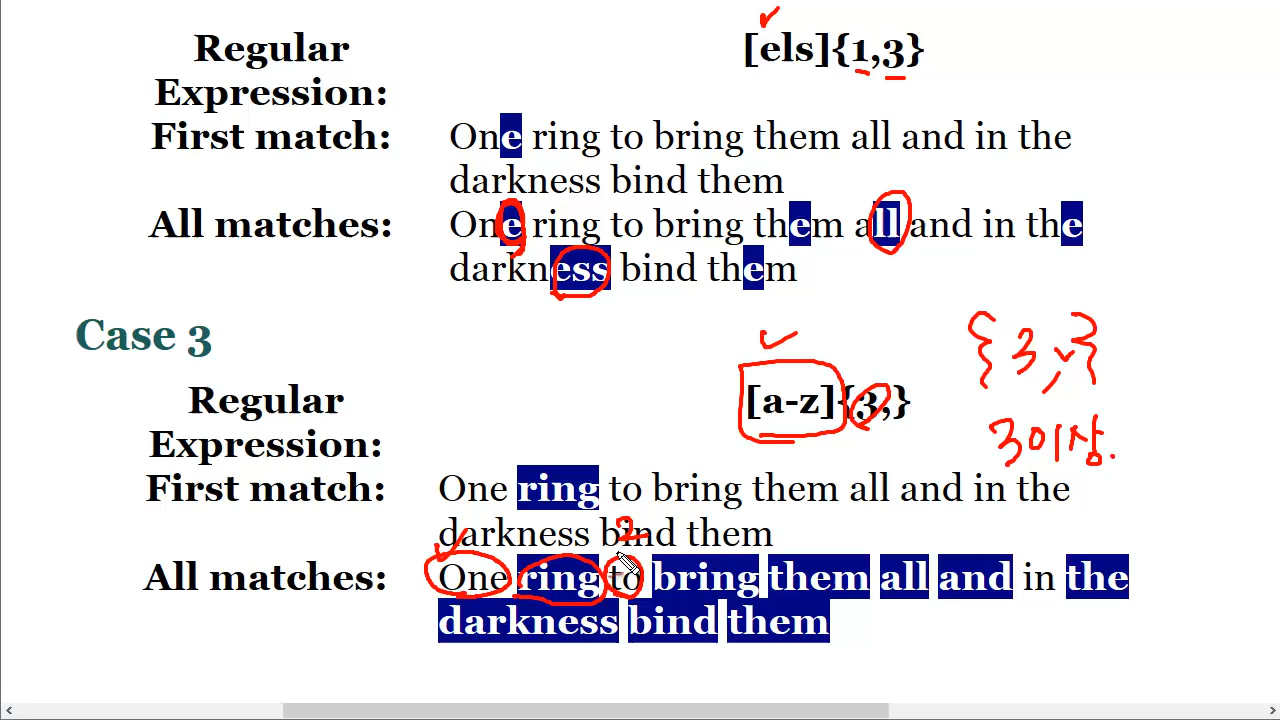 Regular
Expression:
[els]{1,3}
First match:
One ring to bring them all and in the
darkness bind them
All matches:
One ring to bring them all and in the
darkness bind them
Case 3
Regular
Expression:
[a-z]{3,}
{3,}
3이상.
First match:
One ring to bring them all and in the
darkness bind them
2
All matches:
One ring to bring them all and in the
darkness bind them